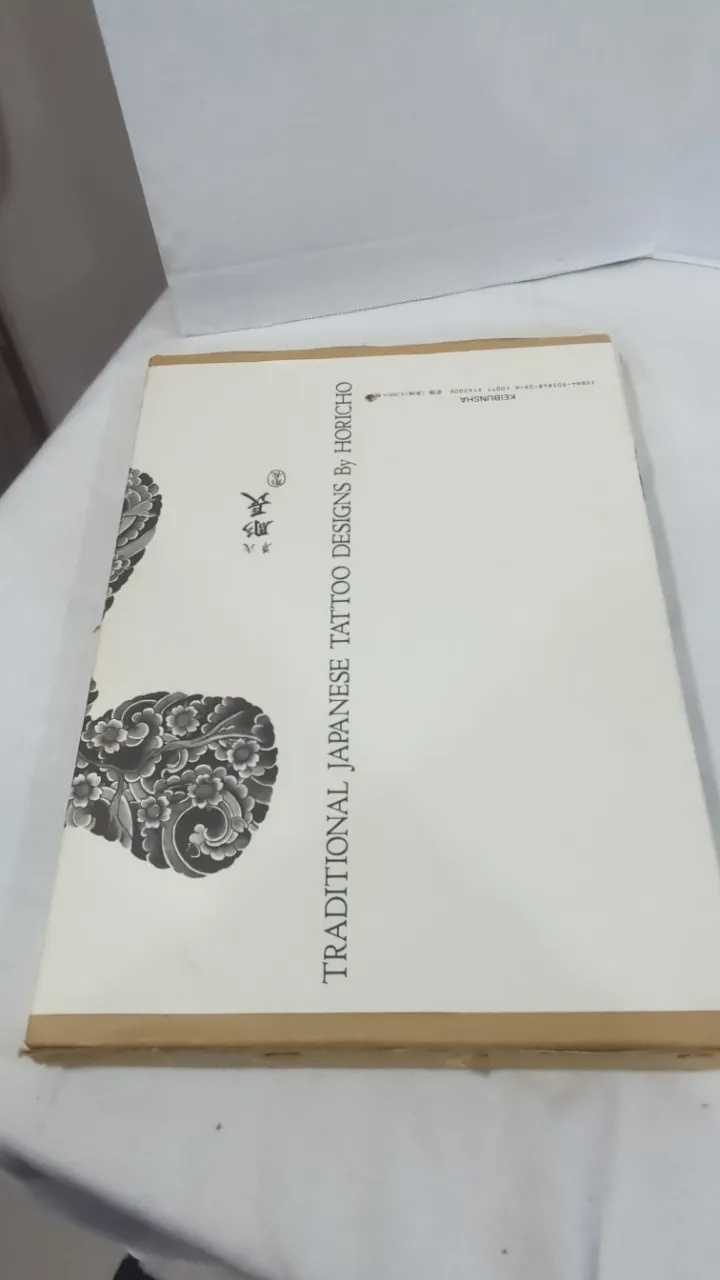 彫長
TRADITIONAL JAPANESE TATTOO DESIGNS By HORICHO
KEIBUNSHA